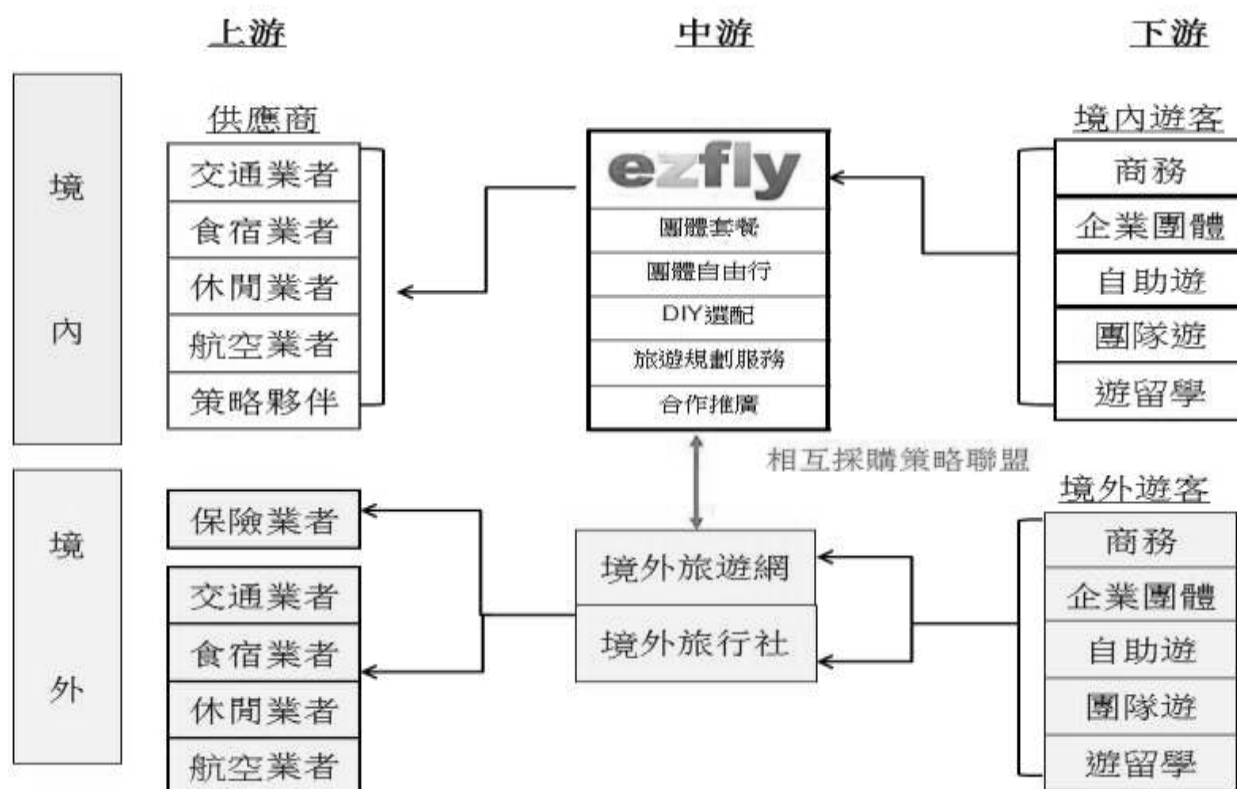 上游
中游
下游
境內
供應商
交通業者
食宿業者
休閒業者
航空業者
策略夥伴
ezfly
團體套餐
團體自由行
DIY選配
旅遊規劃服務
合作推廣
境內遊客
商務
企業團體
自助遊
團隊遊
遊留學
相互採購策略聯盟
境外
保險業者
交通業者
食宿業者
休閒業者
航空業者
境外旅遊網
境外旅行社
境外遊客
商務
企業團體
自助遊
團隊遊
遊留學